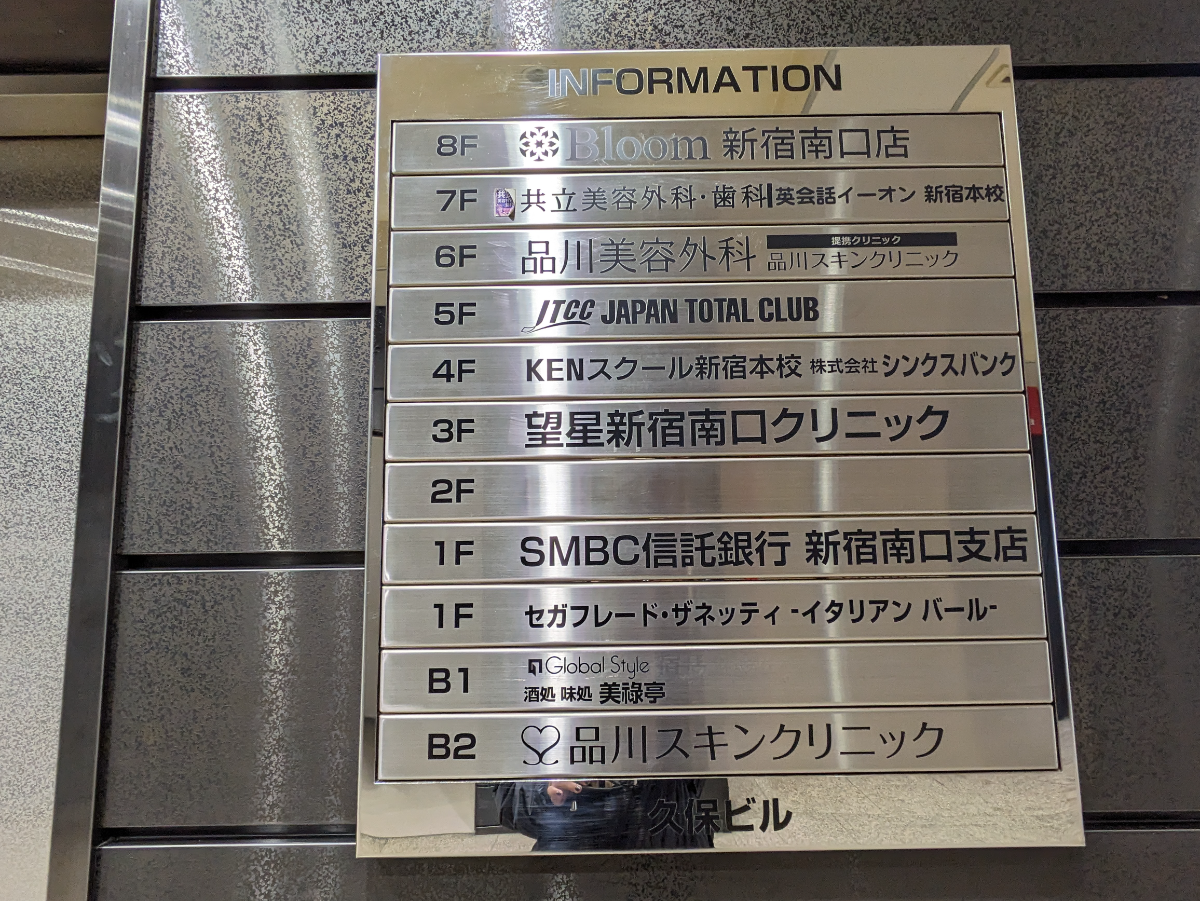 INFORMATION
8F Bloom 新宿南口店
7F 共立美容外科・歯科 英会話イーオン 新宿本校
6F 品川美容外科 提携クリニック
品川スキンクリニック
5F JTCC JAPAN TOTAL CLUB
4F KENスクール新宿本校 株式会社シンクスバンク
3F 望星新宿南口クリニック
2F
1F SMBC信託銀行 新宿南口支店
1F セガフレード・ザネッティ -イタリアン バール-
B1 Global Style
酒処 味処 美祿亭
B2 品川スキンクリニック
久保ビル